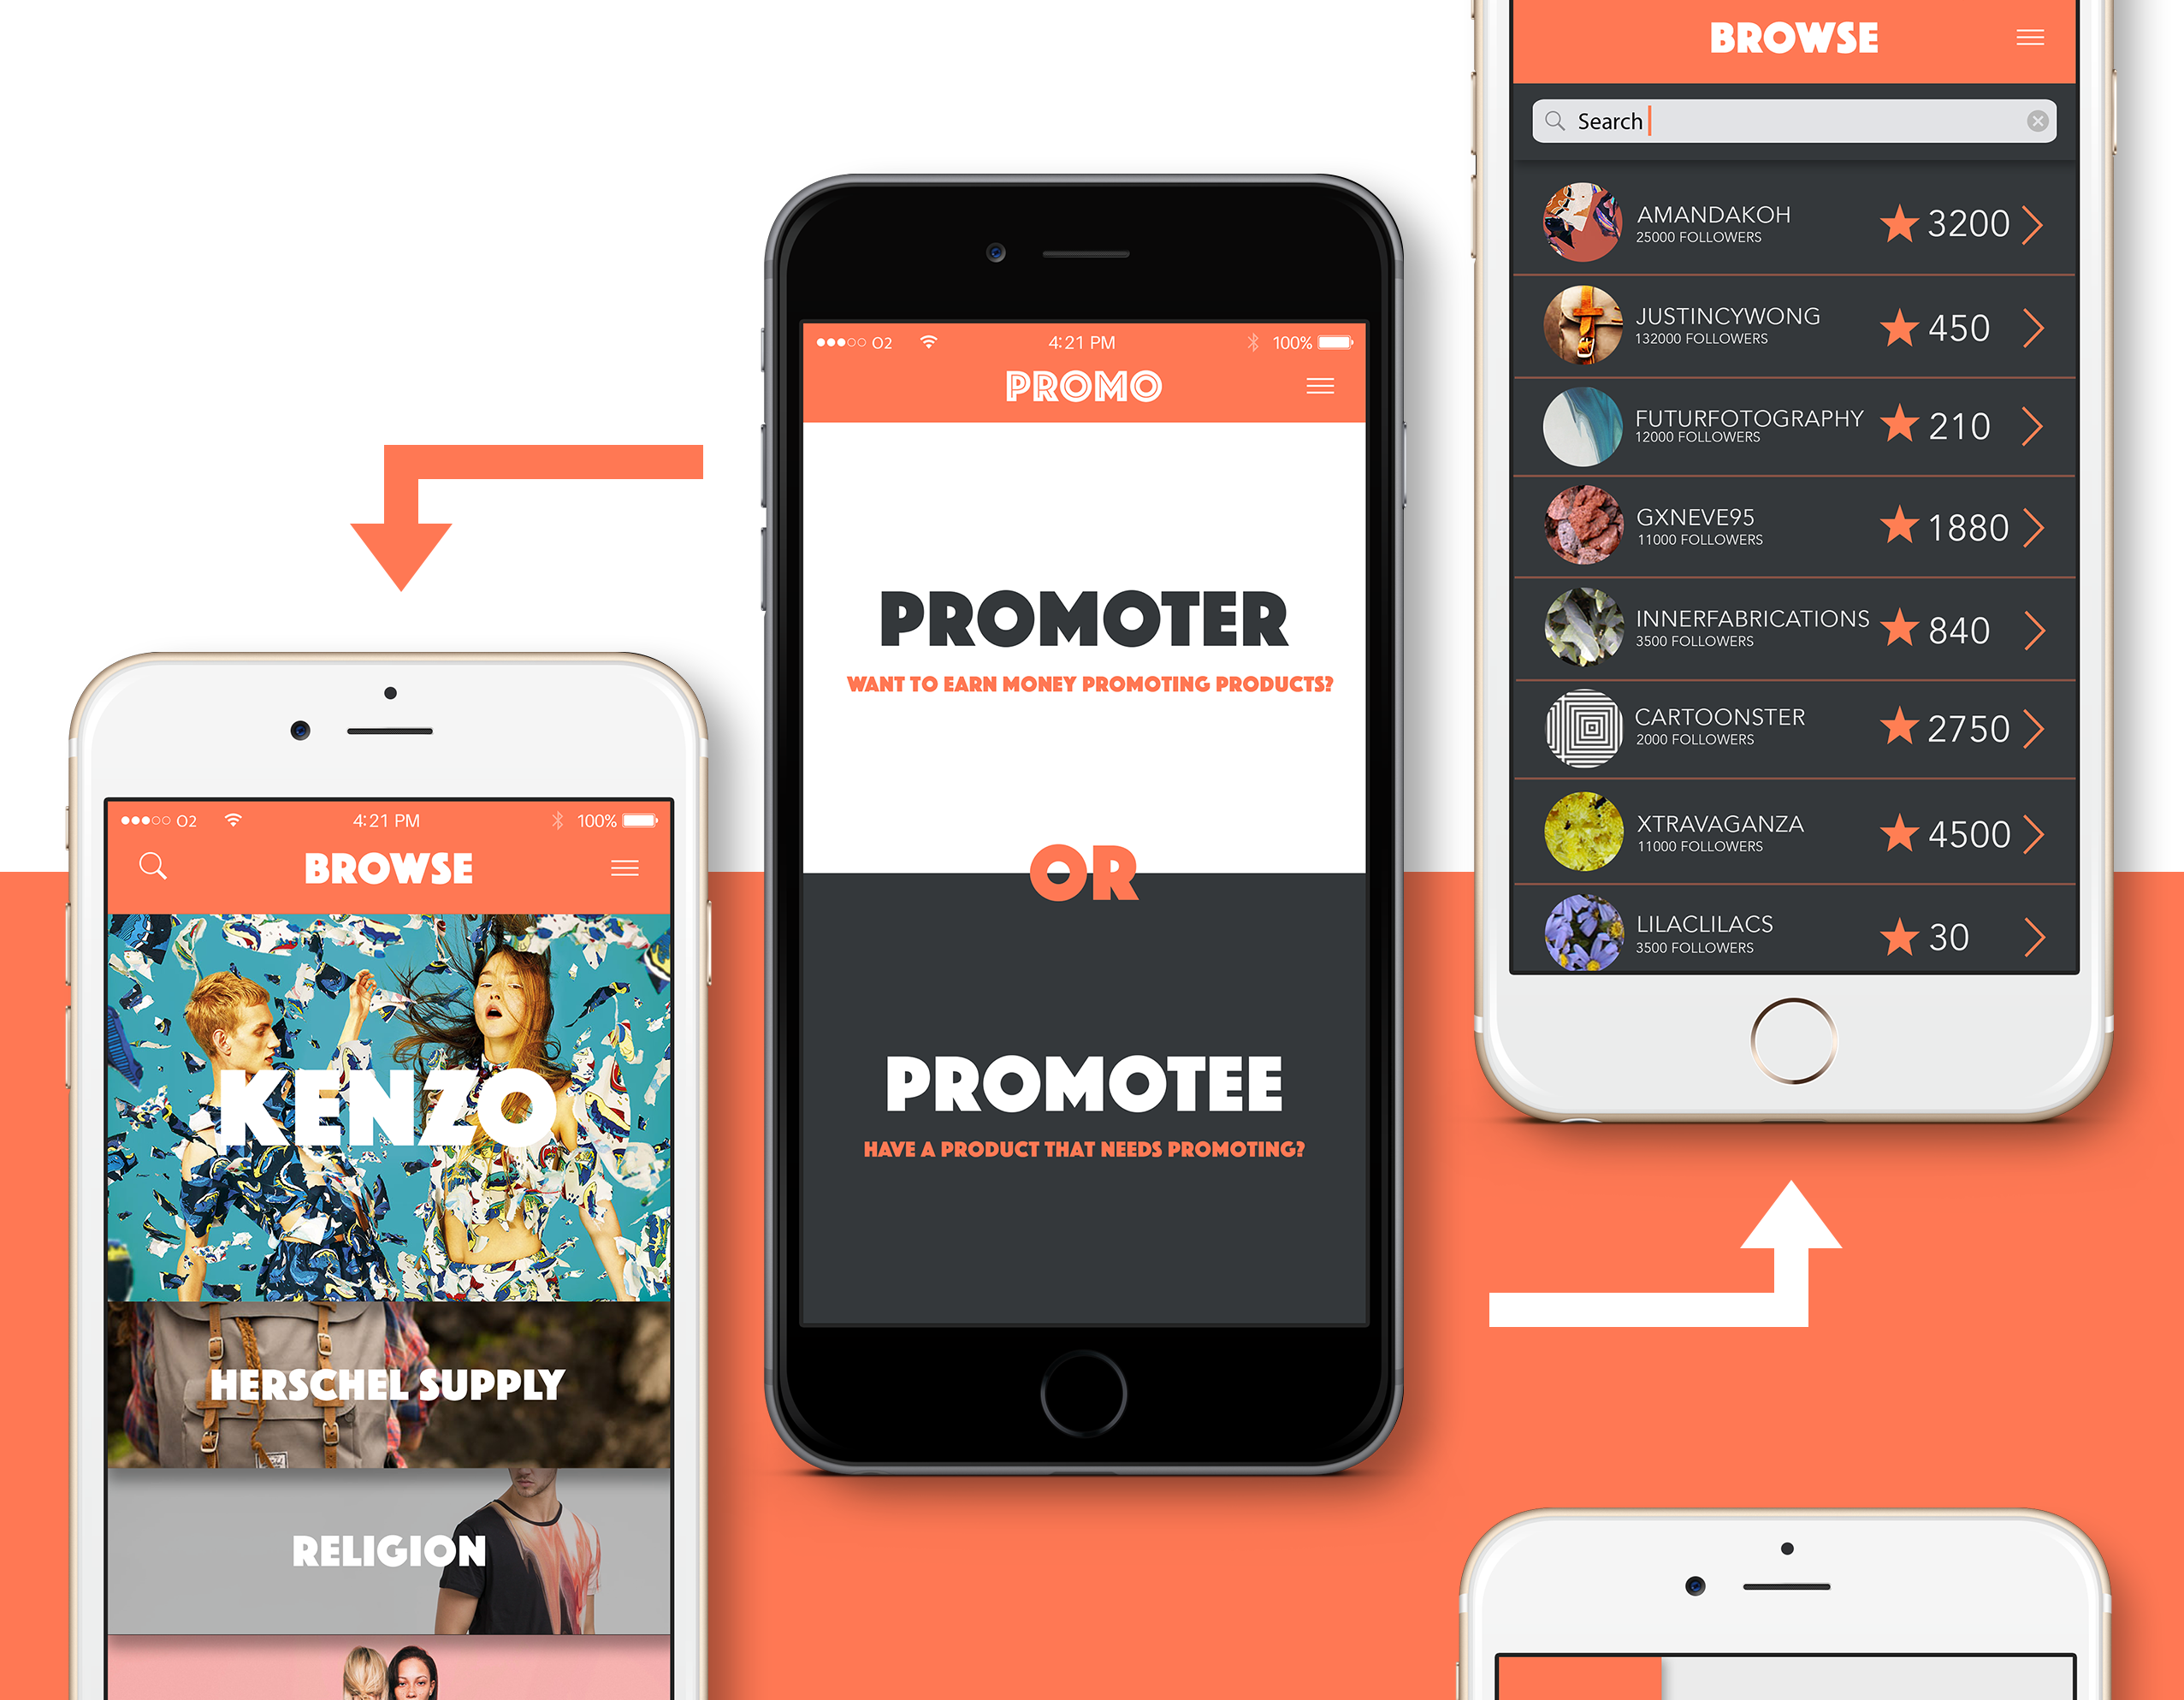 BROWSE
Search
AMANDAKOH
25000 FOLLOWERS
3200
JUSTINCYWONG
132000 FOLLOWERS
450
FUTURFOTOGRAPHY
12000 FOLLOWERS
210
GXNEVE95
11000 FOLLOWERS
1880
INNERFABRICATIONS
3500 FOLLOWERS
840
CARTOONSTER
2000 FOLLOWERS
2750
XTRAVAGANZA
11000 FOLLOWERS
4500
LILACLILACS
3500 FOLLOWERS
30
O2 4:21 PM 100%
PROMO
PROMOTER
WANT TO EARN MONEY PROMOTING PRODUCTS?
OR
PROMOTEE
HAVE A PRODUCT THAT NEEDS PROMOTING?
O2 4:21 PM 100%
BROWSE
KENZO
HERSCHEL SUPPLY
RELIGION